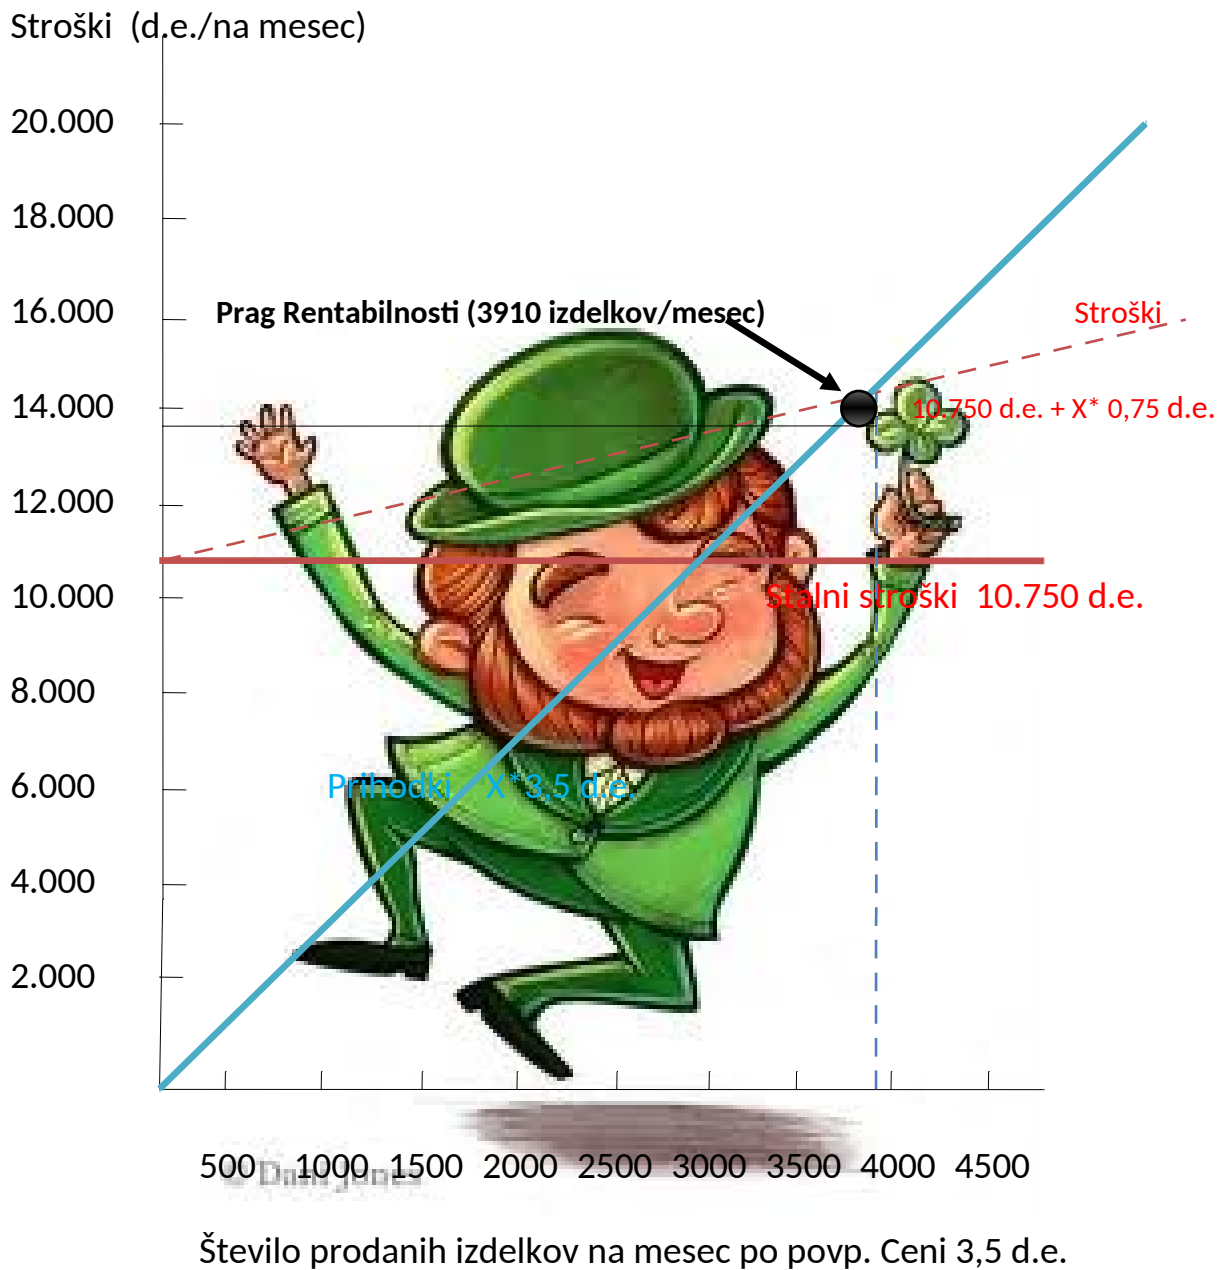 Stroški  (d.e./na mesec)
20.000
18.000
16.000
Prag Rentabilnosti (3910 izdelkov/mesec)
Stroški
14.000
10.750 d.e. + X* 0,75 d.e.
12.000
10.000
Stalni stroški  10.750 d.e.
8.000
6.000
Prihodki    X*3,5 d.e.
4.000
2.000
500 1000 1500 2000 2500 3000 3500 4000 4500
© Dani Jones
Število prodanih izdelkov na mesec po povp. Ceni 3,5 d.e.